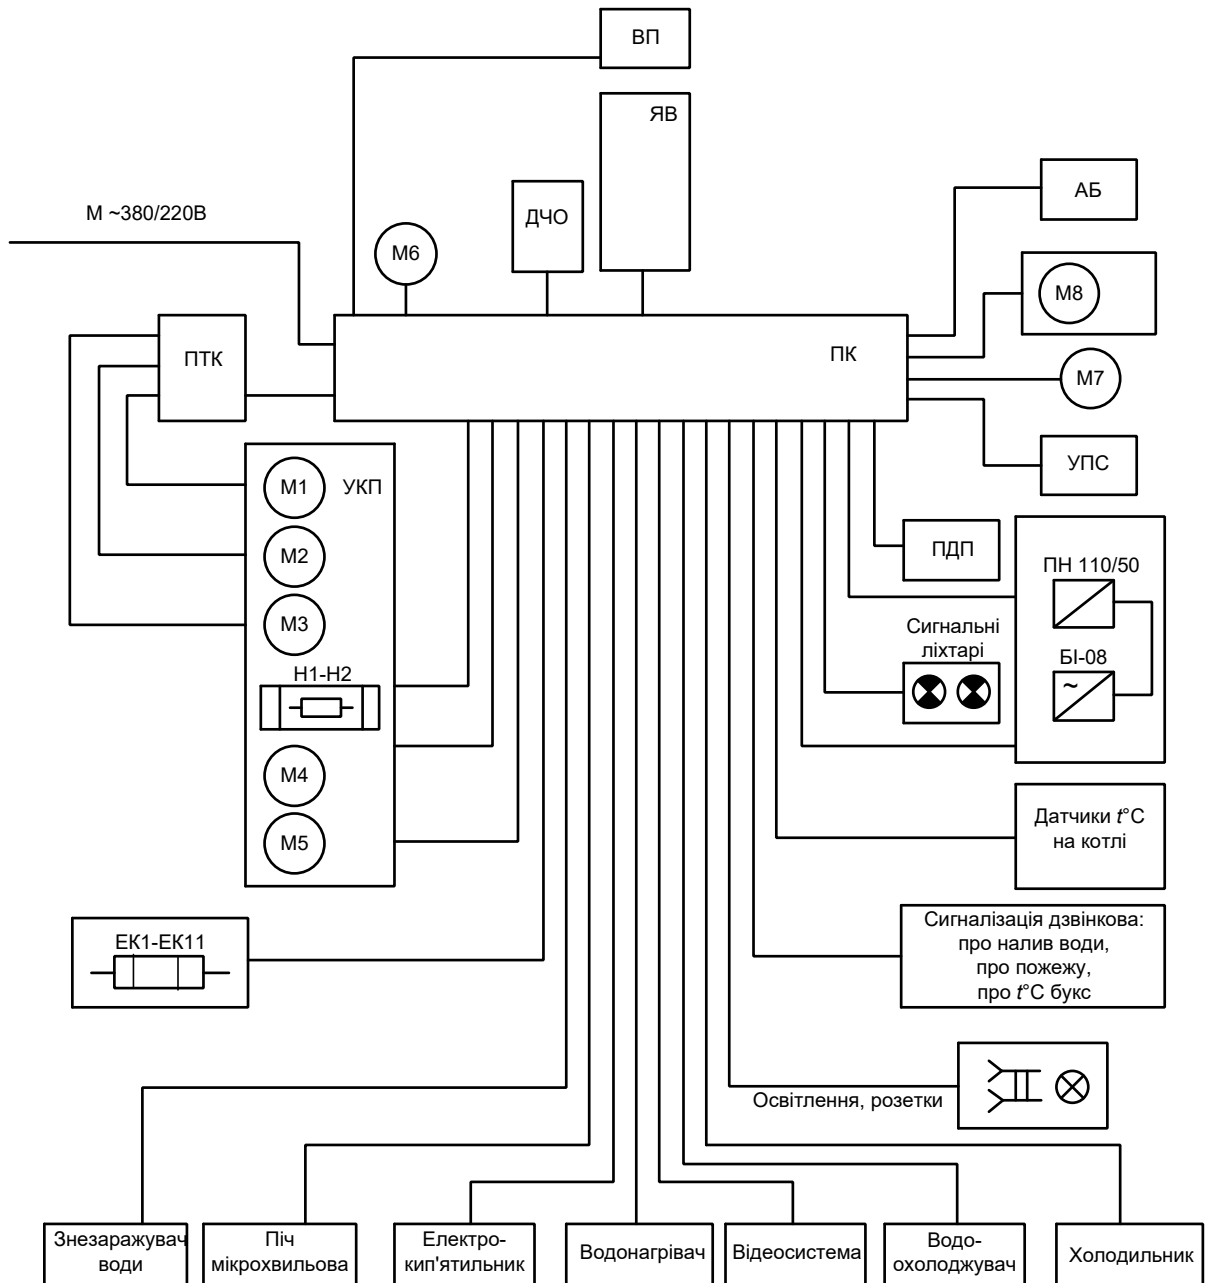 ВП
ЯВ
ДЧО
АБ
М ~380/220В
М6
М8
ПТК
ПК
М7
М1
УКП
УПС
М2
ПДП
ПН 110/50
М3
Сигнальні
ліхтарі
Н1-Н2
БІ-08
~
М4
М5
Датчики t°С
на котлі
Сигналізація дзвінкова:
про налив води,
про пожежу,
про t°С букс
ЕК1-ЕК11
Освітлення, розетки
Знезаражувач
води
Піч
мікрохвильова
Електро-
кип'ятильник
Водонагрівач
Відеосистема
Водо-
охолоджувач
Холодильник